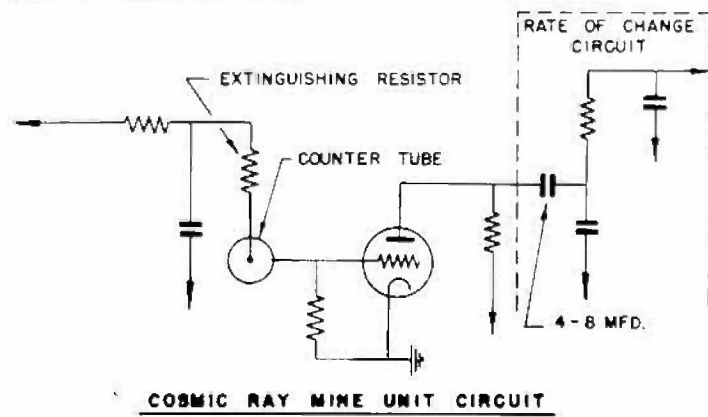 RATE OF CHANGE
CIRCUIT
EXTINGUISHING RESISTOR
COUNTER TUBE
4-8 MFD.
COSMIC RAY MINE UNIT CIRCUIT